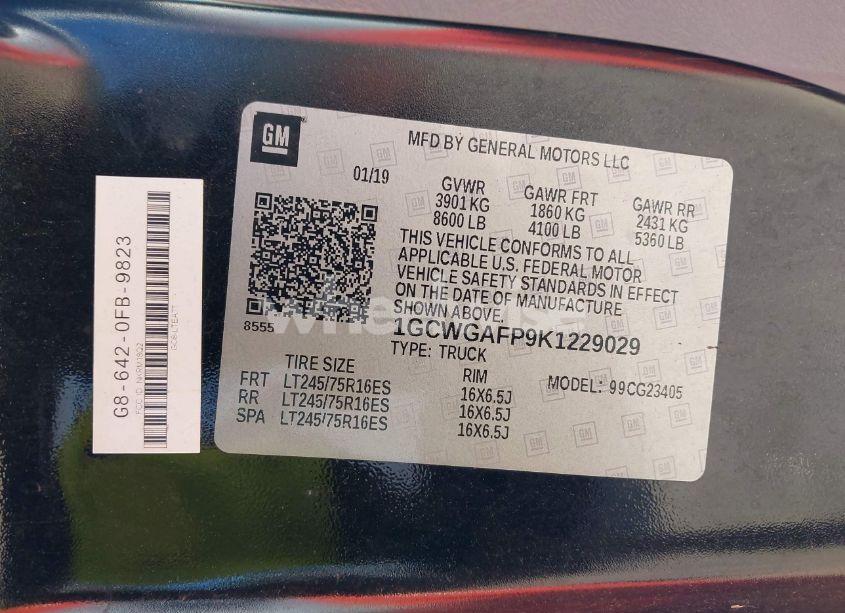 GM
MFD BY GENERAL MOTORS LLC
01/19
GVWR
3901 KG
8600 LB
GAWR FRT
1860 KG
4100 LB
GAWR RR
2431 KG
5360 LB
THIS VEHICLE CONFORMS TO ALL
APPLICABLE U.S. FEDERAL MOTOR
VEHICLE SAFETY STANDARDS IN EFFECT
ON THE DATE OF MANUFACTURE
SHOWN ABOVE.
8555
1GCWGAFP9K1229029
TYPE: TRUCK
TIRE SIZE
RIM
MODEL: 99CG23405
FRT LT245/75R16ES 16X6.5J
RR LT245/75R16ES 16X6.5J
SPA LT245/75R16ES 16X6.5J
G8-642-0FB-9823